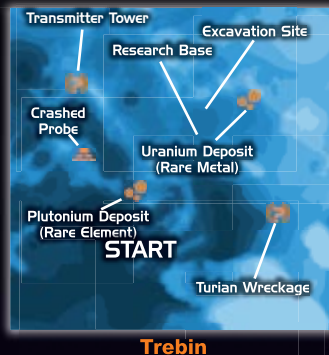 Transmitter Tower
Excavation Site
Research Base
Crashed
Probe
Uranium Deposit
(Rare Metal)
Plutonium Deposit
(Rare Element)
START
Turian Wreckage
Trebin